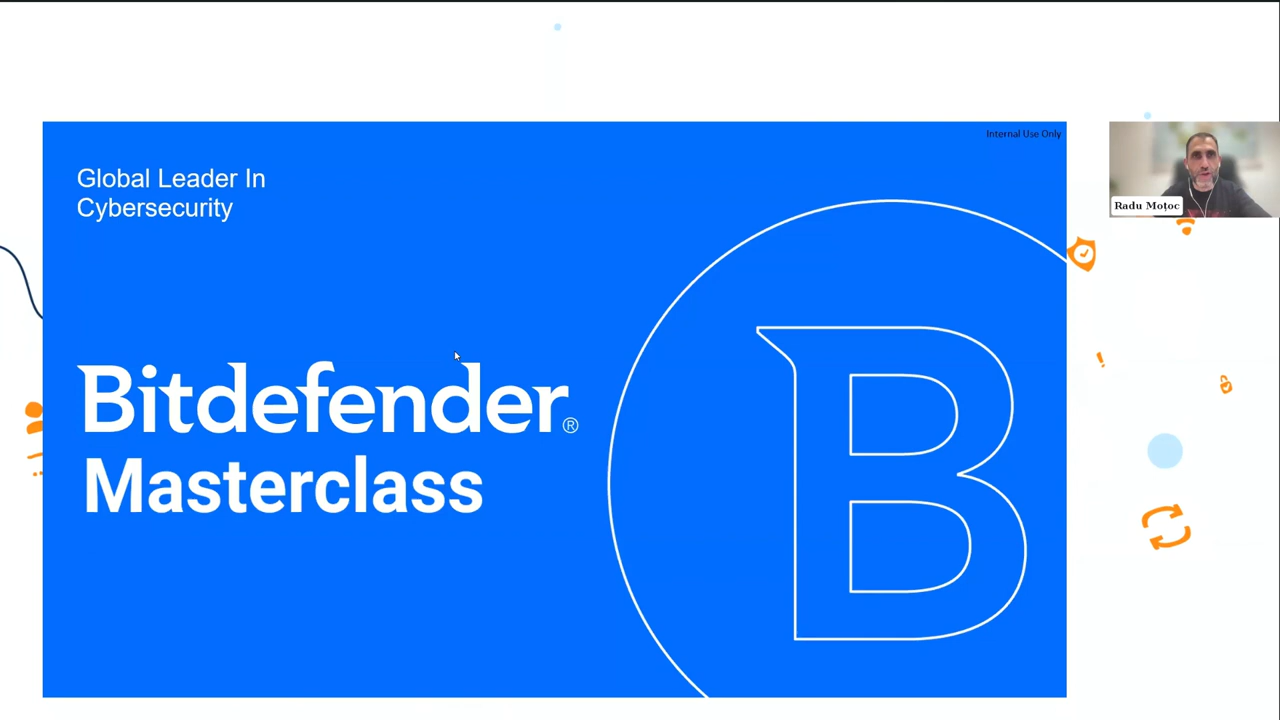 Internal Use Only
Global Leader In
Cybersecurity
Radu Moțoc
Bitdefender®
Masterclass
B